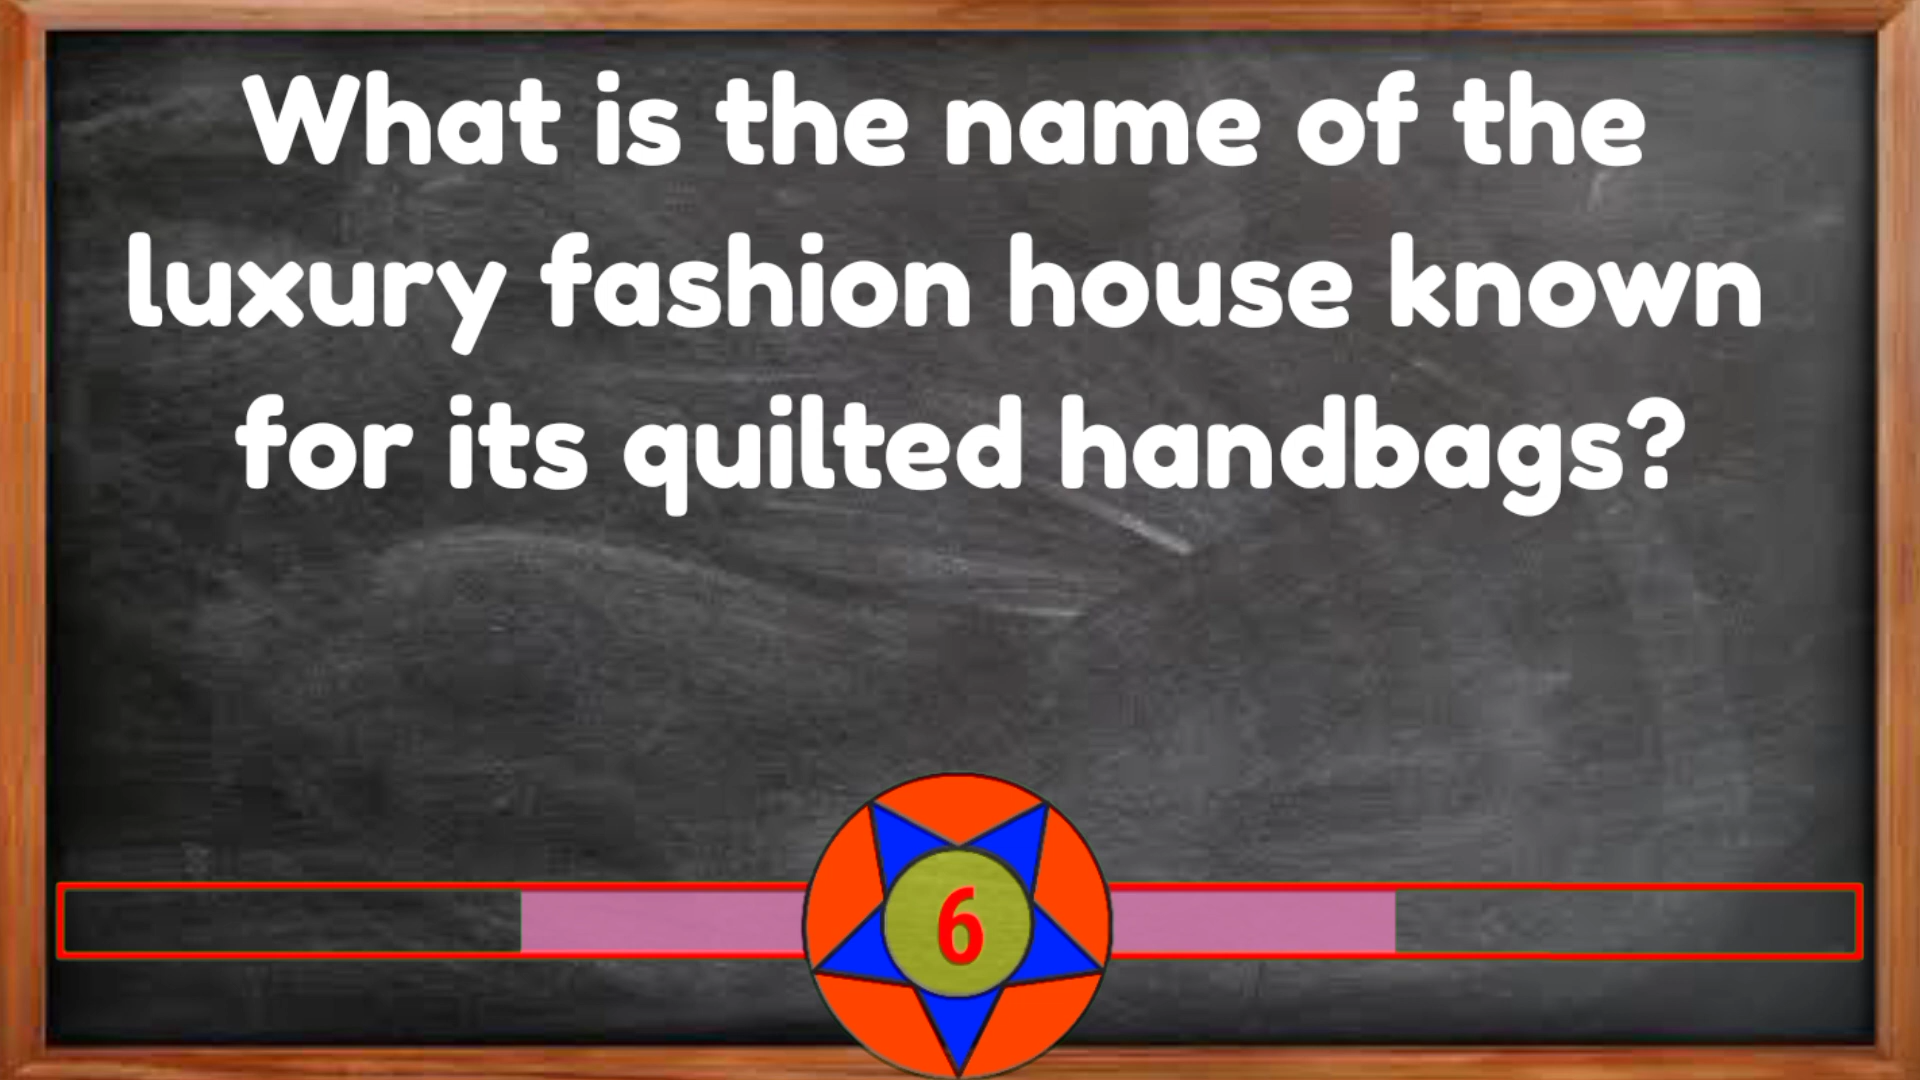 What is the name of the
luxury fashion house known
for its quilted handbags?
6